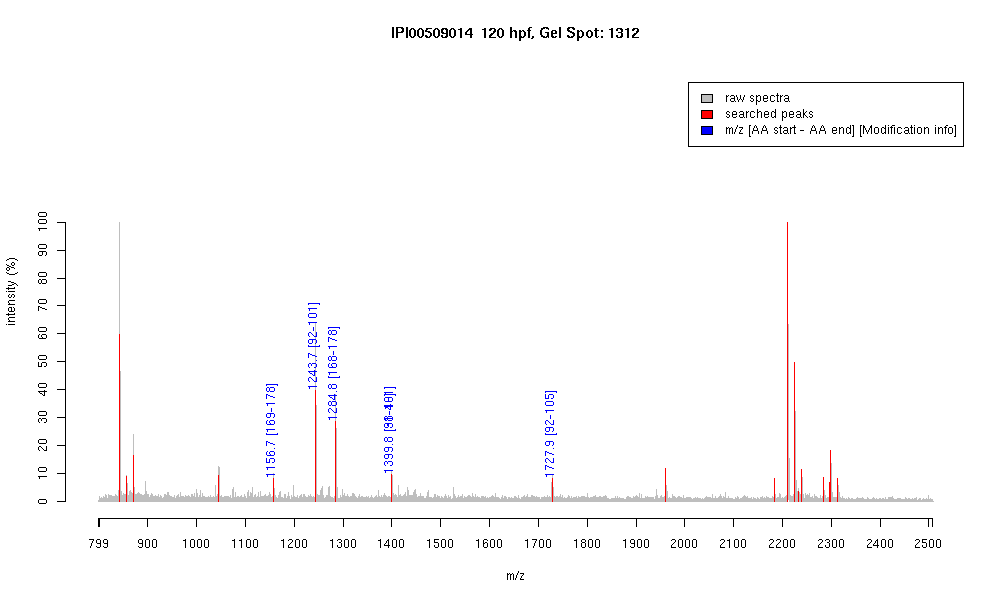 IPI00509014 120 hpf, Gel Spot: 1312
raw spectra
searched peaks
m/z [AA start - AA end] [Modification info]
intensity (%)
100
90
80
70
60
50
40
30
20
10
0
1156.7 [169-178]
1243.7 [92-101]
1284.8 [168-178]
1399.8
1727.9 [92-105]
799 900 1000 1100 1200 1300 1400 1500 1600 1700 1800 1900 2000 2100 2200 2300 2400 2500
m/z